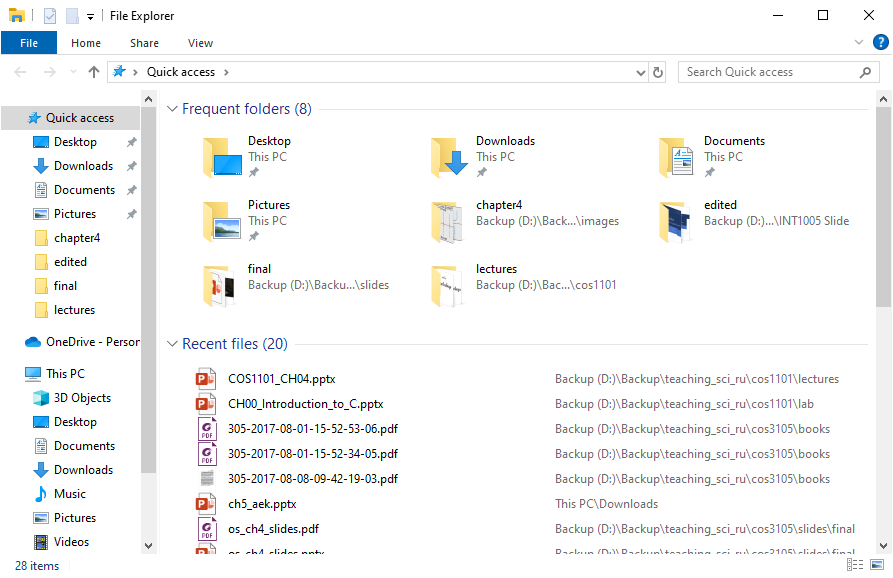 File Explorer
File Home Share View
Quick access
Search Quick access
Quick access
Desktop
Downloads
Documents
Pictures
chapter4
edited
final
lectures
OneDrive - Person
This PC
3D Objects
Desktop
Documents
Downloads
Music
Pictures
Videos
Frequent folders (8)
Desktop
This PC
Downloads
This PC
Documents
This PC
Pictures
This PC
chapter4
Backup (D:)\Back...\images
edited
Backup (D:)...\INT1005 Slide
final
Backup (D:)\Backu...\slides
lectures
Backup (D:)\Bac...\cos1101
Recent files (20)
COS1101_CH04.pptx Backup (D:)\Backup\teaching_sci_ru\cos1101\lectures
CH00_Introduction_to_C.pptx Backup (D:)\Backup\teaching_sci_ru\cos1101\lab
305-2017-08-01-15-52-53-06.pdf Backup (D:)\Backup\teaching_sci_ru\cos3105\books
305-2017-08-01-15-52-34-05.pdf Backup (D:)\Backup\teaching_sci_ru\cos3105\books
305-2017-08-08-09-42-19-03.pdf Backup (D:)\Backup\teaching_sci_ru\cos3105\books
ch5_aek.pptx This PC\Downloads
os_ch4_slides.pdf Backup (D:)\Backup\teaching_sci_ru\cos3105\slides\final
os_ch4_slides.pptx Backup (D:)\Backup\teaching_sci_ru\cos3105\slides\final
28 items